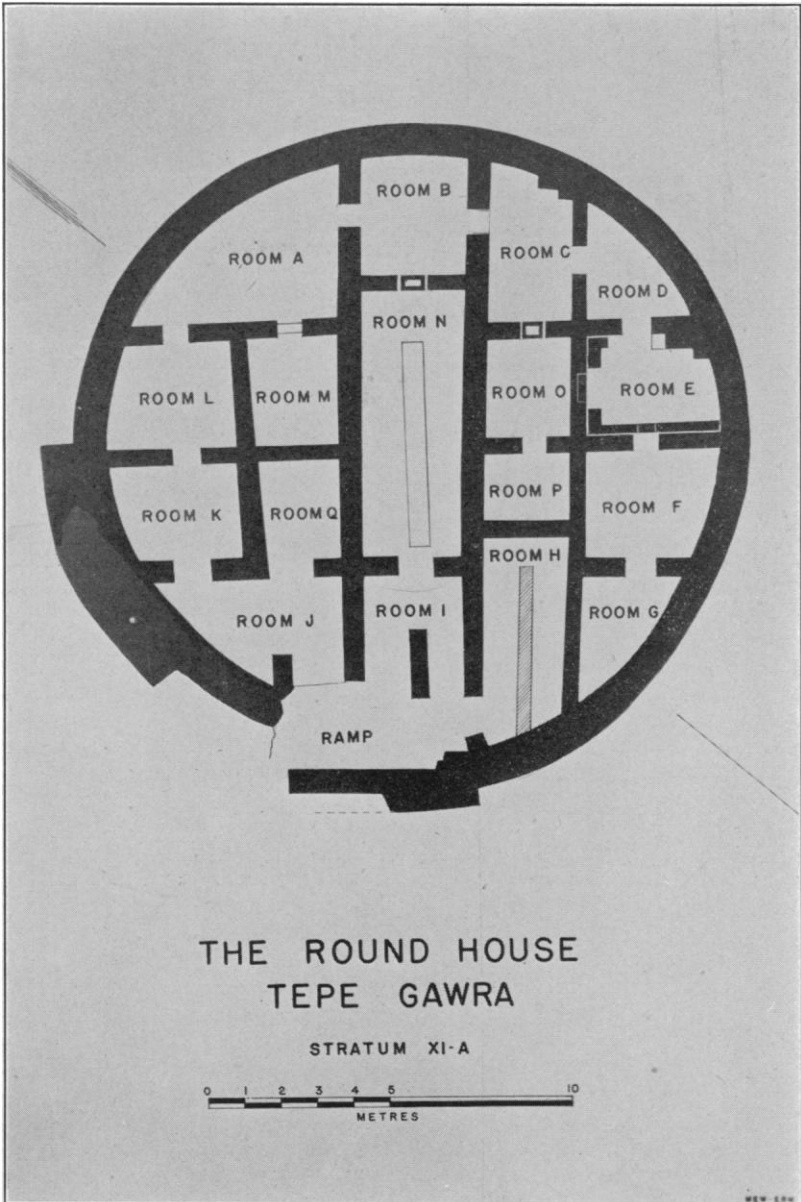 ROOM B
ROOM A
ROOM C
ROOM D
ROOM N
ROOM L
ROOM M
ROOM O
ROOM E
ROOM K
ROOM Q
ROOM P
ROOM F
ROOM H
ROOM J
ROOM I
ROOM G
RAMP
THE ROUND HOUSE
TEPE GAWRA
STRATUM XI-A
0 1 2 3 4 5 10
METRES